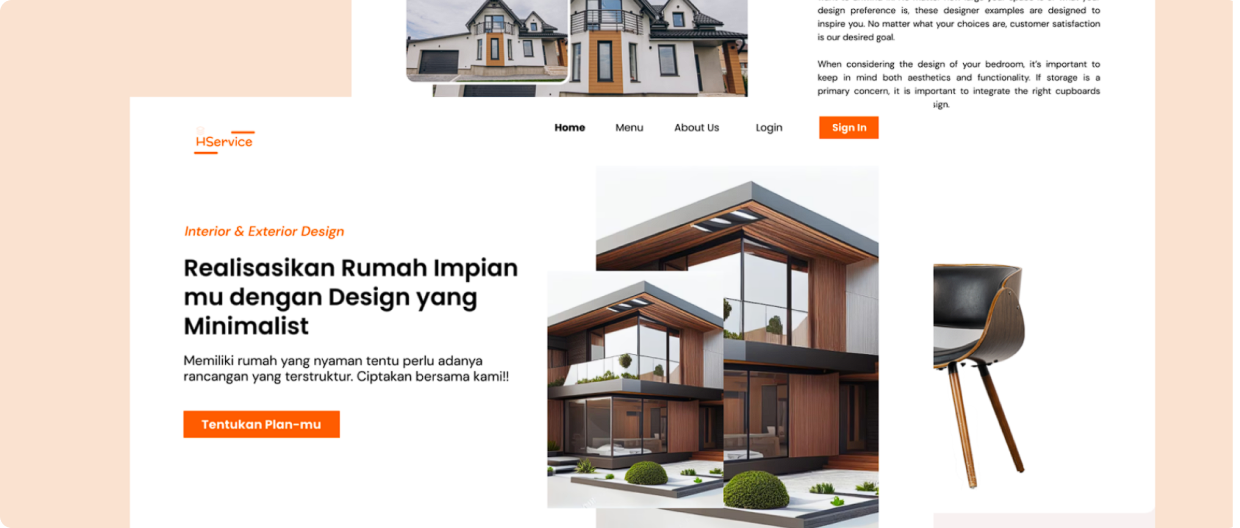 design preference is, these designer examples are designed to
inspire you. No matter what your choices are, customer satisfaction
is our desired goal.
When considering the design of your bedroom, it's important to
keep in mind both aesthetics and functionality. If storage is a
primary concern, it is important to integrate the right cupboards
sign.
HService
Home Menu About Us Login Sign In
Interior & Exterior Design
Realisasikan Rumah Impian
mu dengan Design yang
Minimalist
Memiliki rumah yang nyaman tentu perlu adanya
rancangan yang terstruktur. Ciptakan bersama kami!!
Tentukan Plan-mu